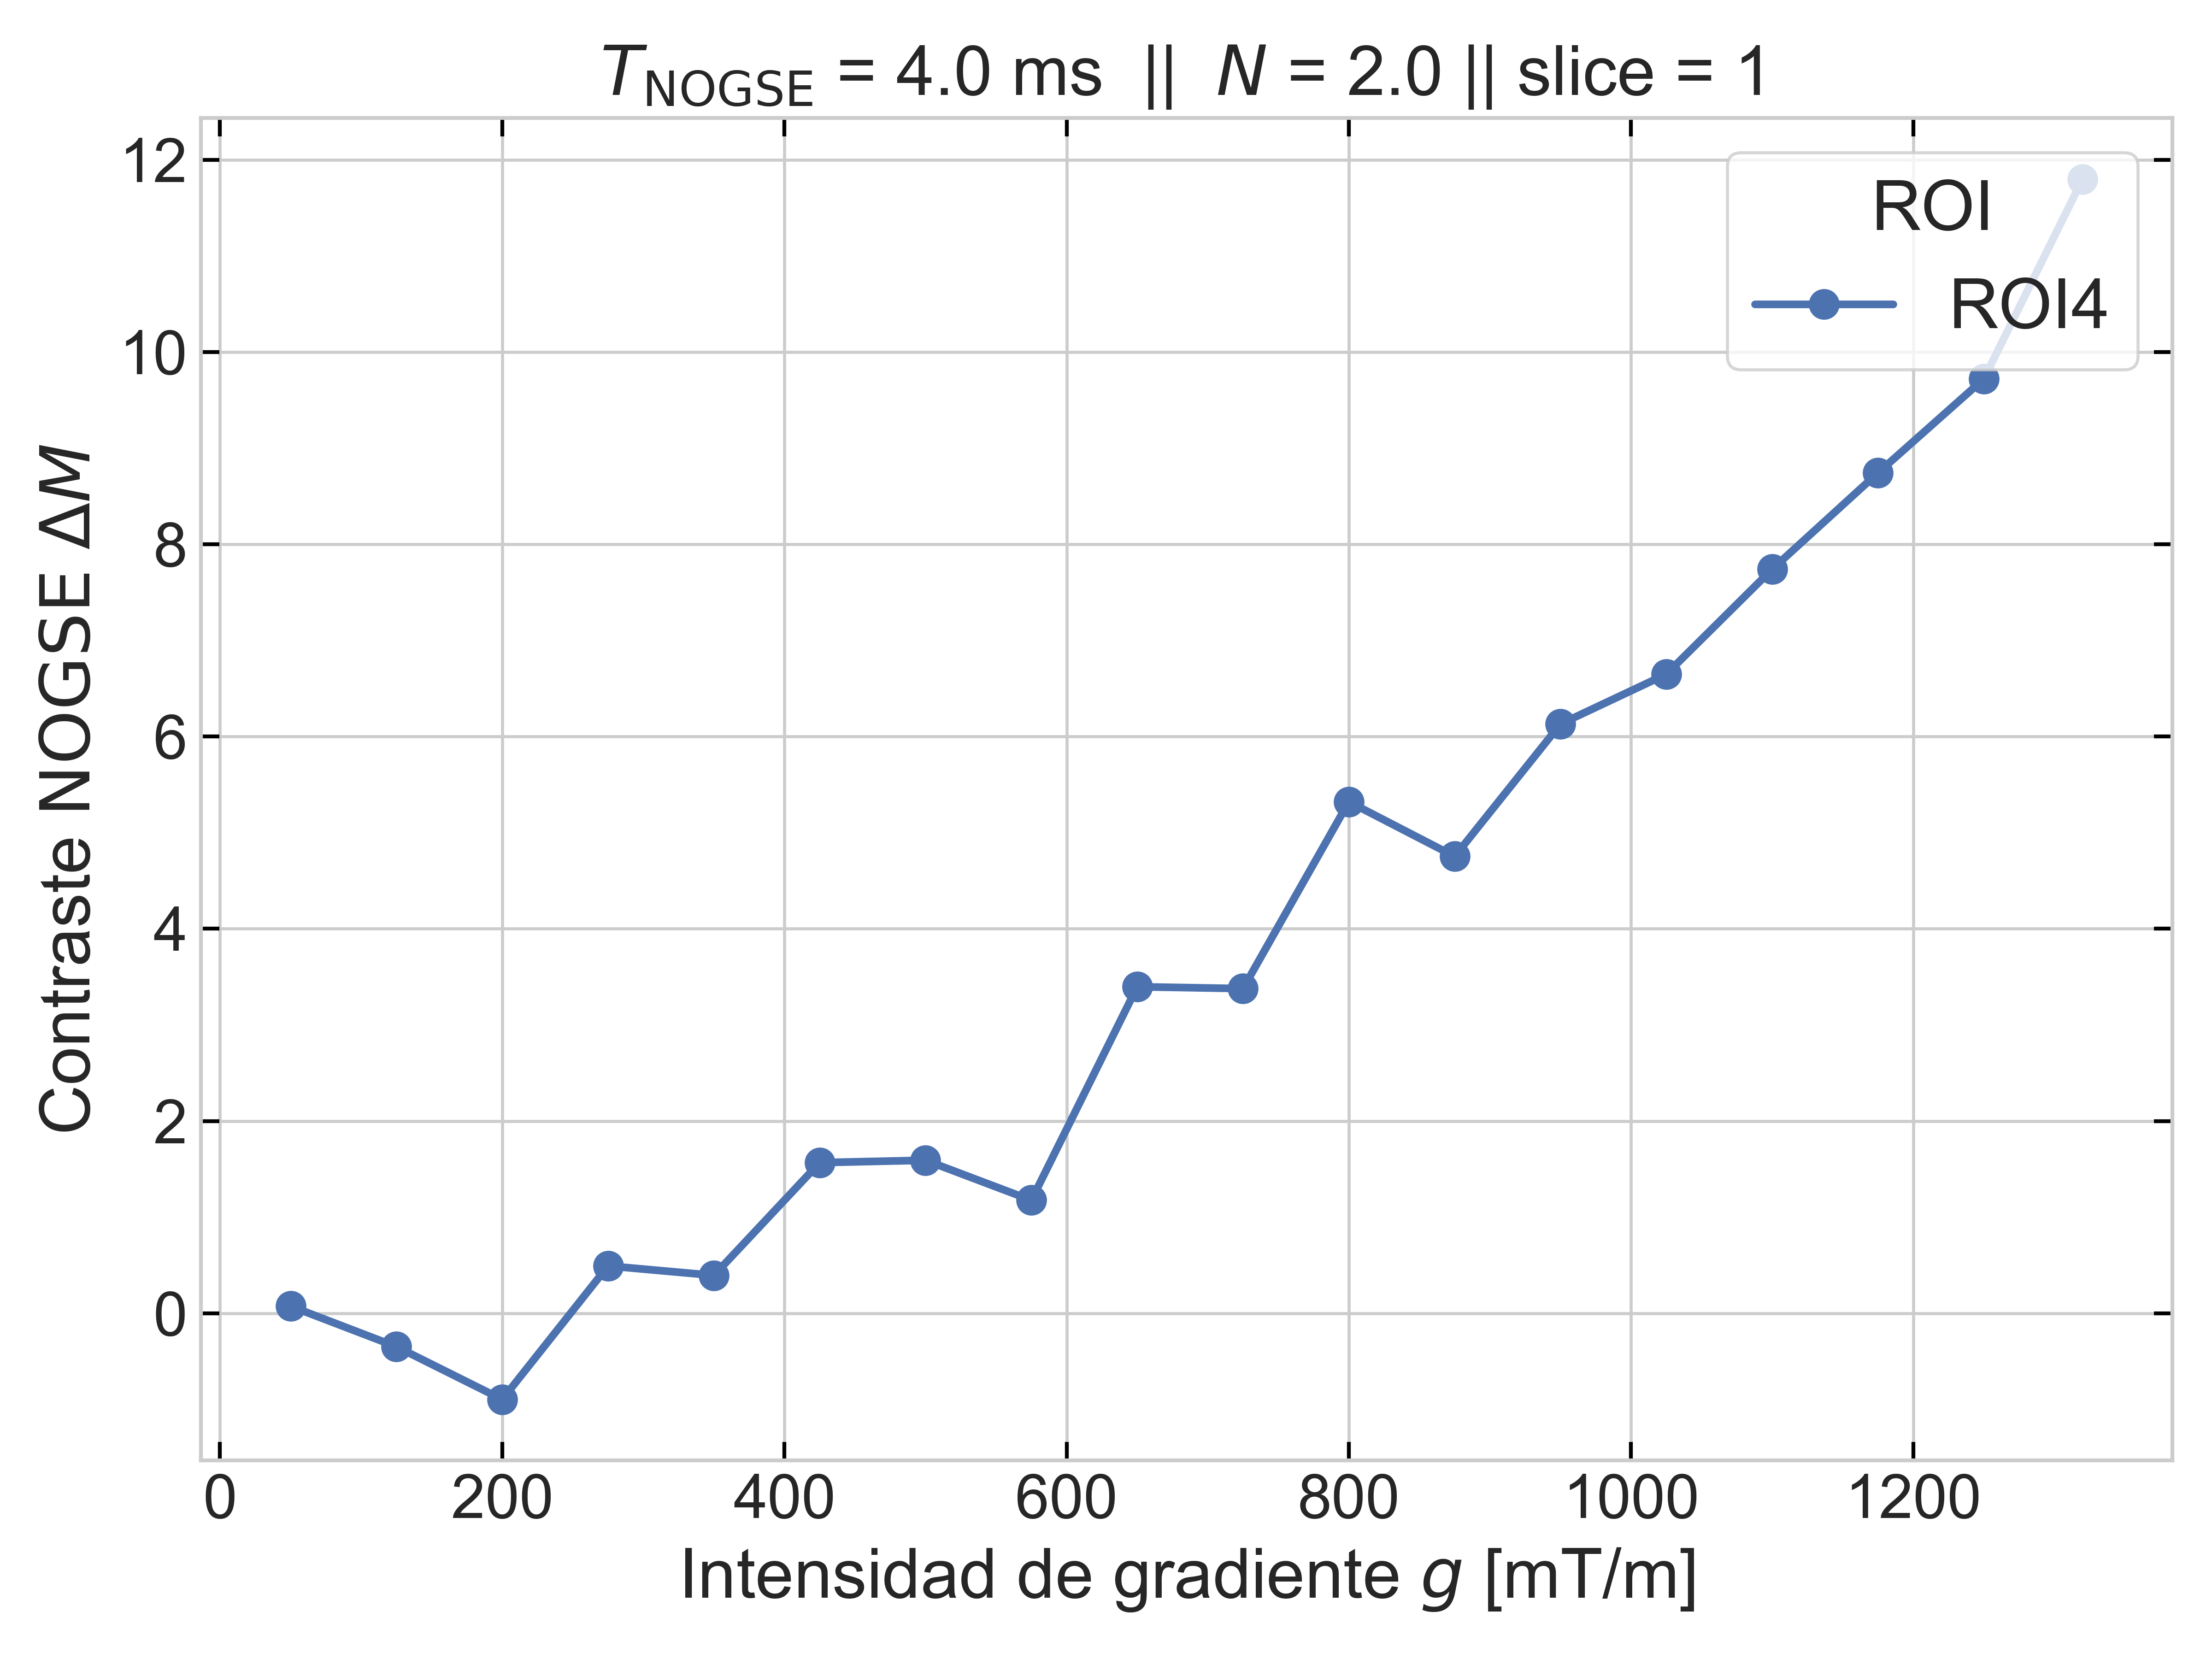 T_NOGSE = 4.0 ms || N = 2.0 || slice = 1
12
10
8
6
4
2
0
Contraste NOGSE ΔM
ROI
ROI4
0 200 400 600 800 1000 1200
Intensidad de gradiente g [mT/m]